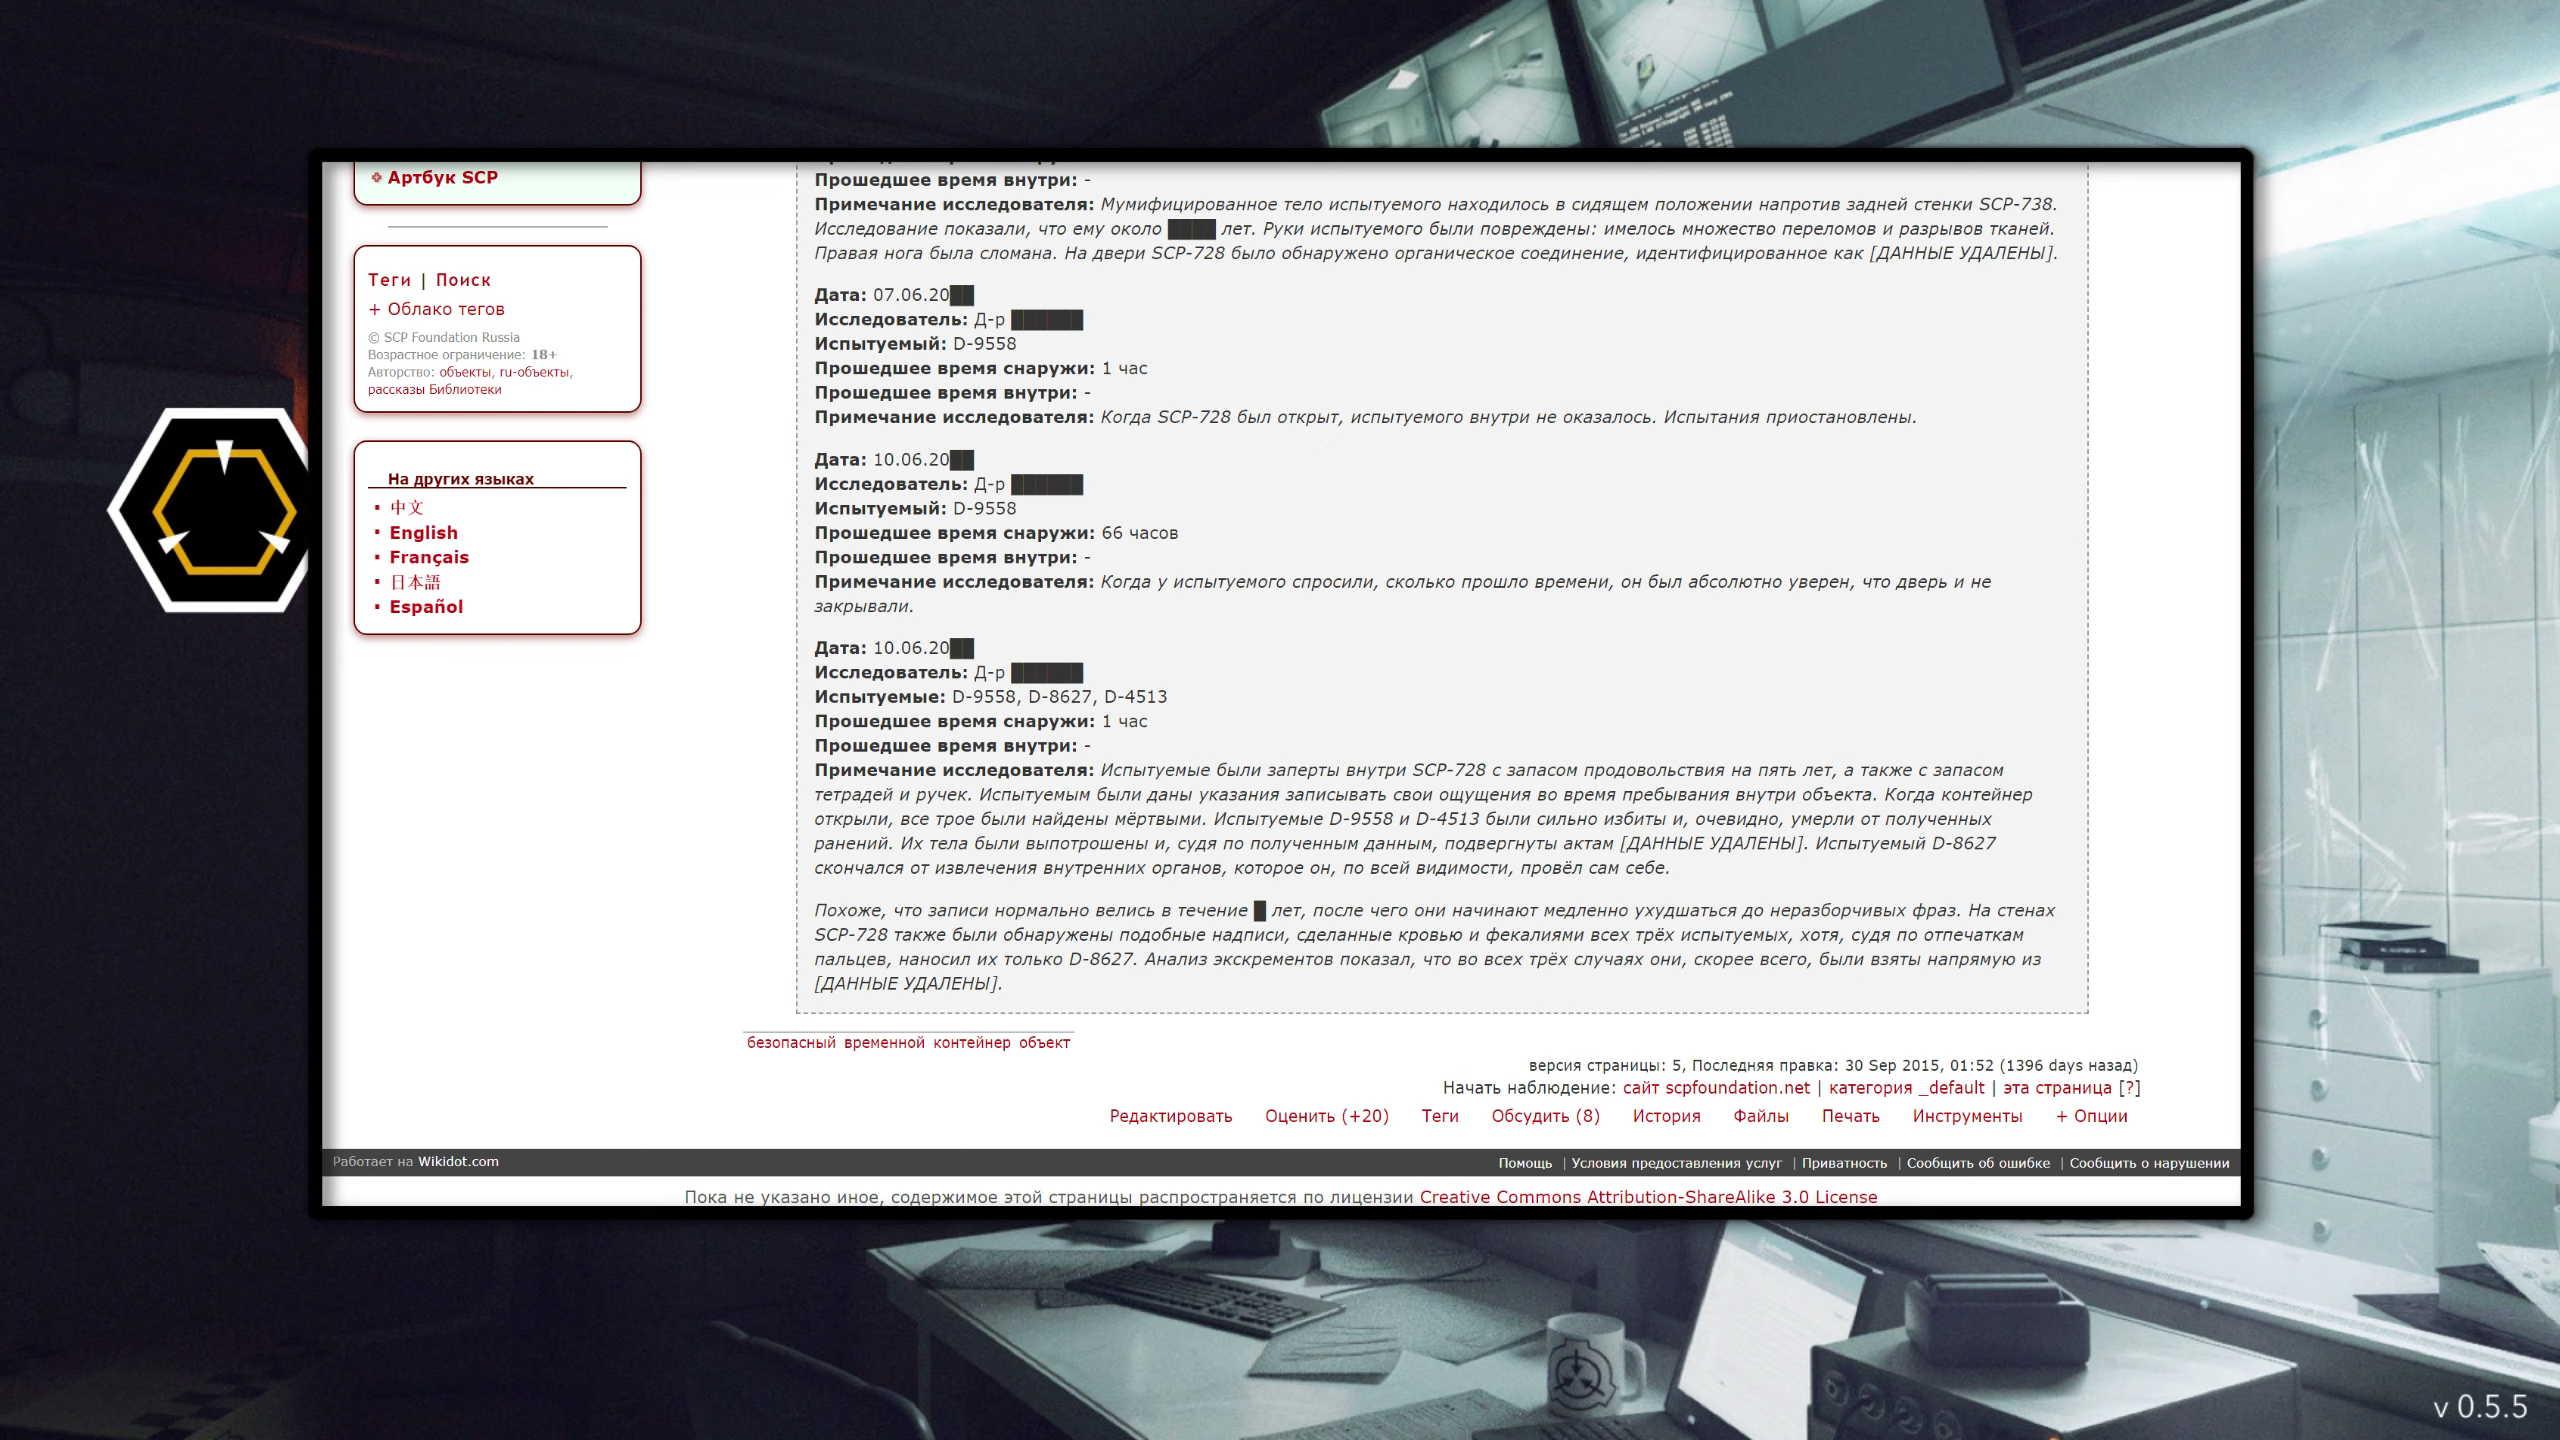 Артбук SCP
Теги | Поиск
+ Облако тегов
© SCP Foundation Russia
Возрастное ограничение: 18+
Авторство: объекты, ru-объекты,
рассказы Библиотеки
На других языках
中文
English
Français
日本語
Español
Прошедшее время внутри: -
Примечание исследователя: Мумифицированное тело испытуемого находилось в сидящем положении напротив задней стенки SCP-738.
Исследование показали, что ему около ████ лет. Руки испытуемого были повреждены: имелось множество переломов и разрывов тканей.
Правая нога была сломана. На двери SCP-728 было обнаружено органическое соединение, идентифицированное как [ДАННЫЕ УДАЛЕНЫ].
Дата: 07.06.20██
Исследователь: Д-р ██████
Испытуемый: D-9558
Прошедшее время снаружи: 1 час
Прошедшее время внутри: -
Примечание исследователя: Когда SCP-728 был открыт, испытуемого внутри не оказалось. Испытания приостановлены.
Дата: 10.06.20██
Исследователь: Д-р ██████
Испытуемый: D-9558
Прошедшее время снаружи: 66 часов
Прошедшее время внутри: -
Примечание исследователя: Когда у испытуемого спросили, сколько прошло времени, он был абсолютно уверен, что дверь и не
закрывали.
Дата: 10.06.20██
Исследователь: Д-р ██████
Испытуемые: D-9558, D-8627, D-4513
Прошедшее время снаружи: 1 час
Прошедшее время внутри: -
Примечание исследователя: Испытуемые были заперты внутри SCP-728 с запасом продовольствия на пять лет, а также с запасом
тетрадей и ручек. Испытуемым были даны указания записывать свои ощущения во время пребывания внутри объекта. Когда контейнер
открыли, все трое были найдены мёртвыми. Испытуемые D-9558 и D-4513 были сильно избиты и, очевидно, умерли от полученных
ранений. Их тела были выпотрошены и, судя по полученным данным, подвергнуты актам [ДАННЫЕ УДАЛЕНЫ]. Испытуемый D-8627
скончался от извлечения внутренних органов, которое он, по всей видимости, провёл сам себе.
Похоже, что записи нормально велись в течение █ лет, после чего они начинают медленно ухудшаться до неразборчивых фраз. На стенах
SCP-728 также были обнаружены подобные надписи, сделанные кровью и фекалиями всех трёх испытуемых, хотя, судя по отпечаткам
пальцев, наносил их только D-8627. Анализ экскрементов показал, что во всех трёх случаях они, скорее всего, были взяты напрямую из
[ДАННЫЕ УДАЛЕНЫ].
безопасный временной контейнер объект
версия страницы: 5, Последняя правка: 30 Sep 2015, 01:52 (1396 days назад)
Начать наблюдение: сайт scpfoundation.net | категория _default | эта страница [?]
Редактировать Оценить (+20) Теги Обсудить (8) История Файлы Печать Инструменты + Опции
Работает на Wikidot.com
Помощь | Условия предоставления услуг | Приватность | Сообщить об ошибке | Сообщить о нарушении
Пока не указано иное, содержимое этой страницы распространяется по лицензии Creative Commons Attribution-ShareAlike 3.0 License
v 0.5.5